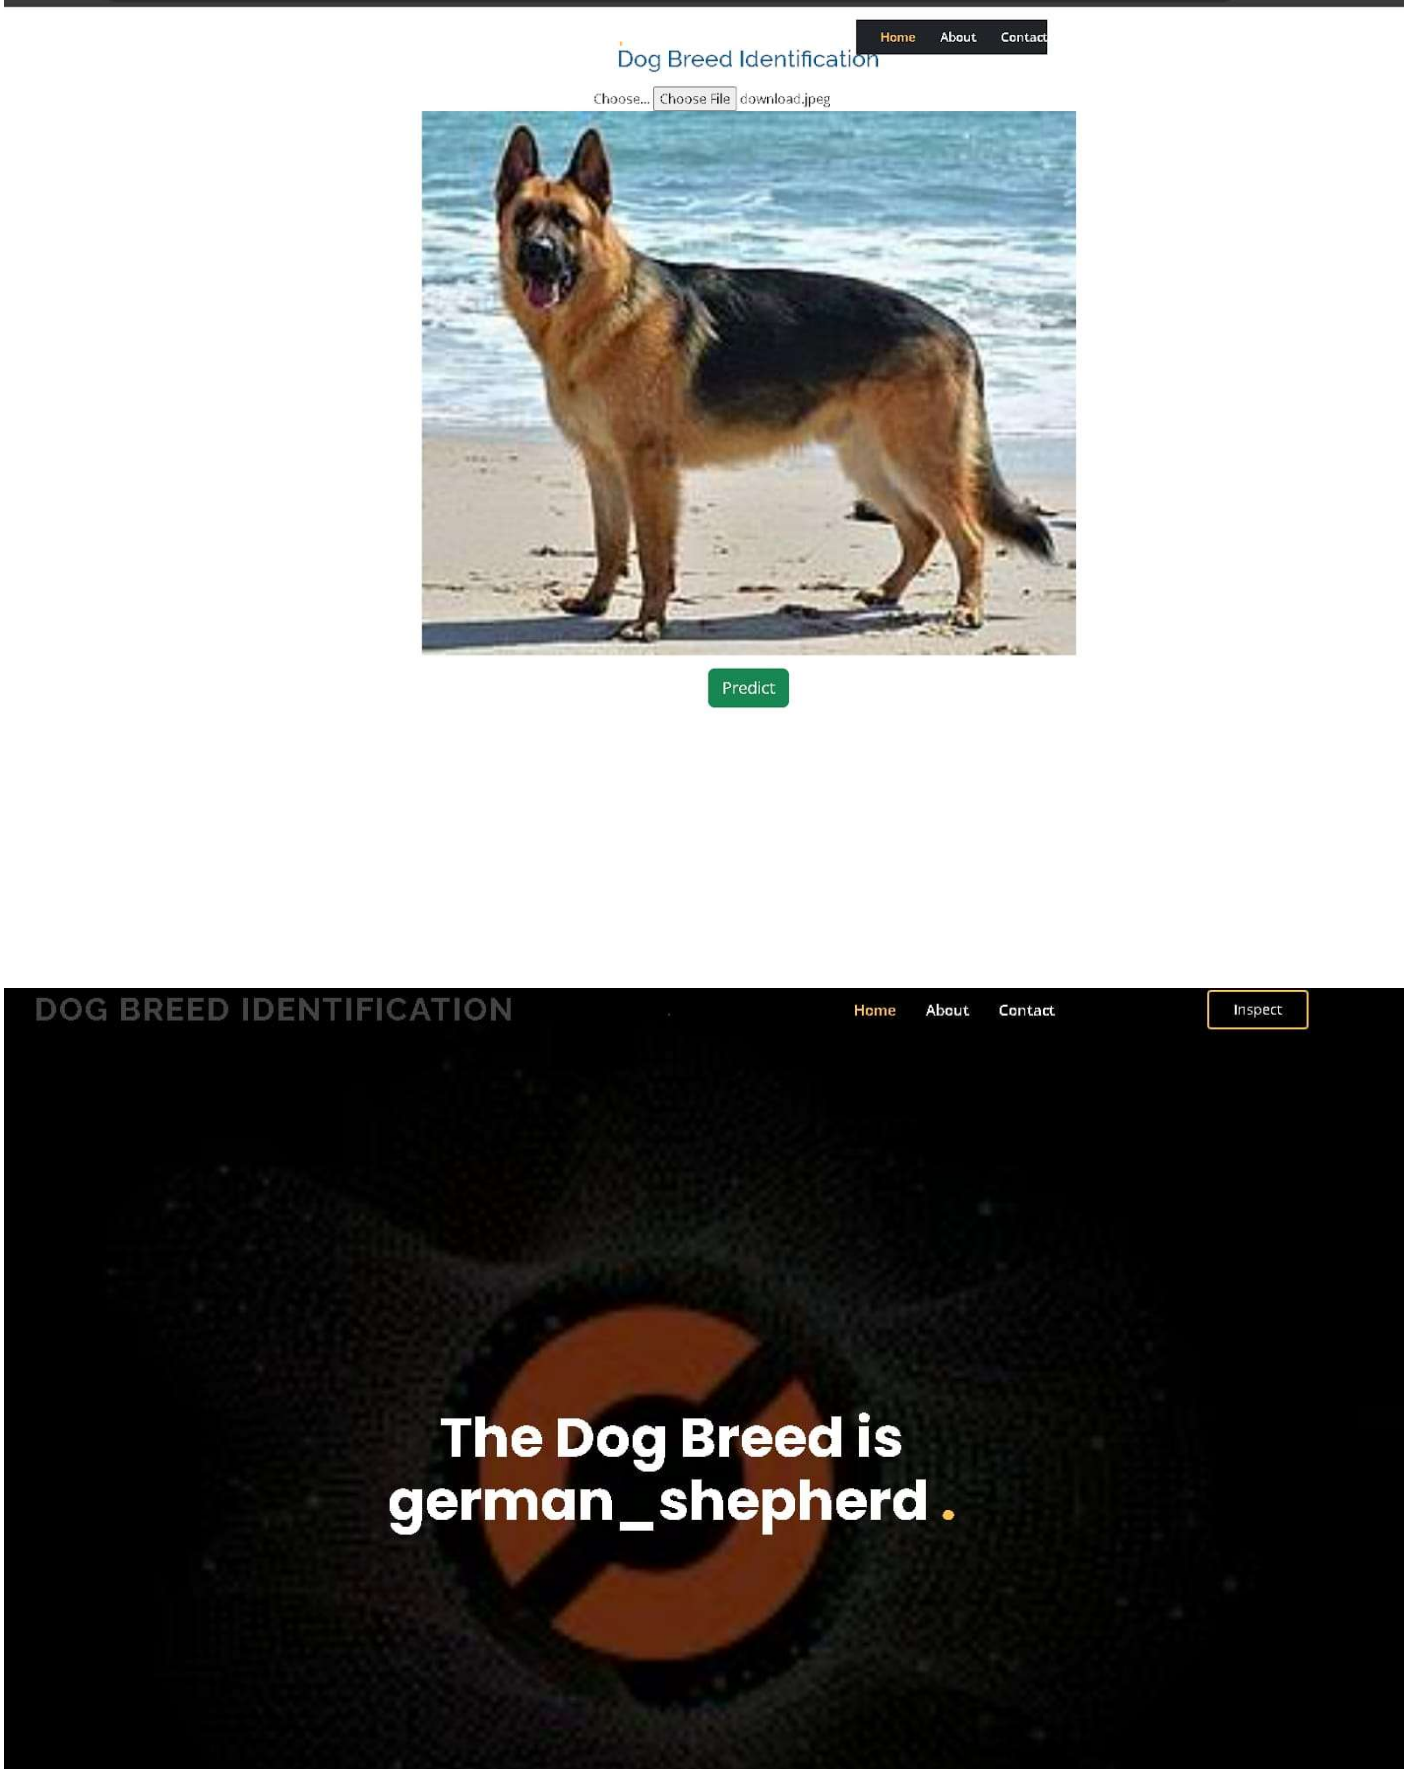 Home About Contact
Dog Breed Identification
Choose... Choose File download.jpeg
Predict
DOG BREED IDENTIFICATION Home About Contact Inspect
The Dog Breed is
german_shepherd .